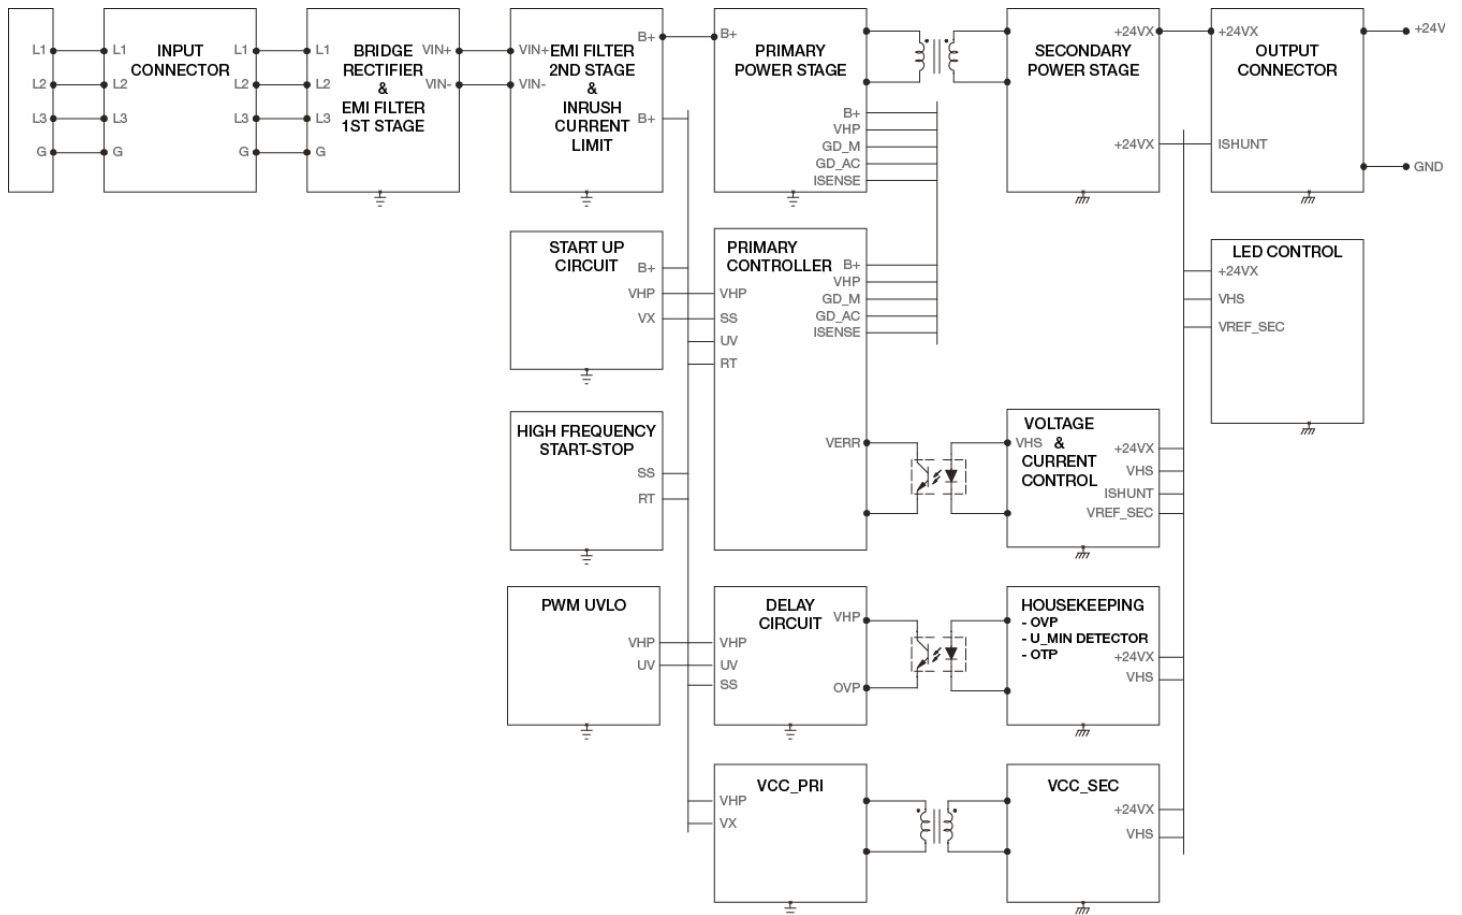 L1
L2
L3
G
INPUT
CONNECTOR
L1
L2
L3
G
L1
L2
L3
G
BRIDGE
RECTIFIER
&
EMI FILTER
1ST STAGE
L1
L2
L3
G
VIN+
VIN-
EMI FILTER
2ND STAGE
&
INRUSH
CURRENT
LIMIT
VIN+
VIN-
B+
B+
PRIMARY
POWER STAGE
B+
B+
VHP
GD_M
GD_AC
ISENSE
SECONDARY
POWER STAGE
+24VX
+24VX
OUTPUT
CONNECTOR
+24VX
ISHUNT
+24V
GND
START UP
CIRCUIT
B+
VHP
VX
PRIMARY
CONTROLLER
VHP
SS
UV
RT
B+
VHP
GD_M
GD_AC
ISENSE
VERR
LED CONTROL
+24VX
VHS
VREF_SEC
HIGH FREQUENCY
START-STOP
SS
RT
VOLTAGE
&
CURRENT
CONTROL
VHS
+24VX
VHS
ISHUNT
VREF_SEC
PWM UVLO
VHP
UV
DELAY
CIRCUIT
VHP
UV
SS
VHP
OVP
HOUSEKEEPING
- OVP
- U_MIN DETECTOR
- OTP
+24VX
VHS
VCC_PRI
VHP
VX
VCC_SEC
+24VX
VHS